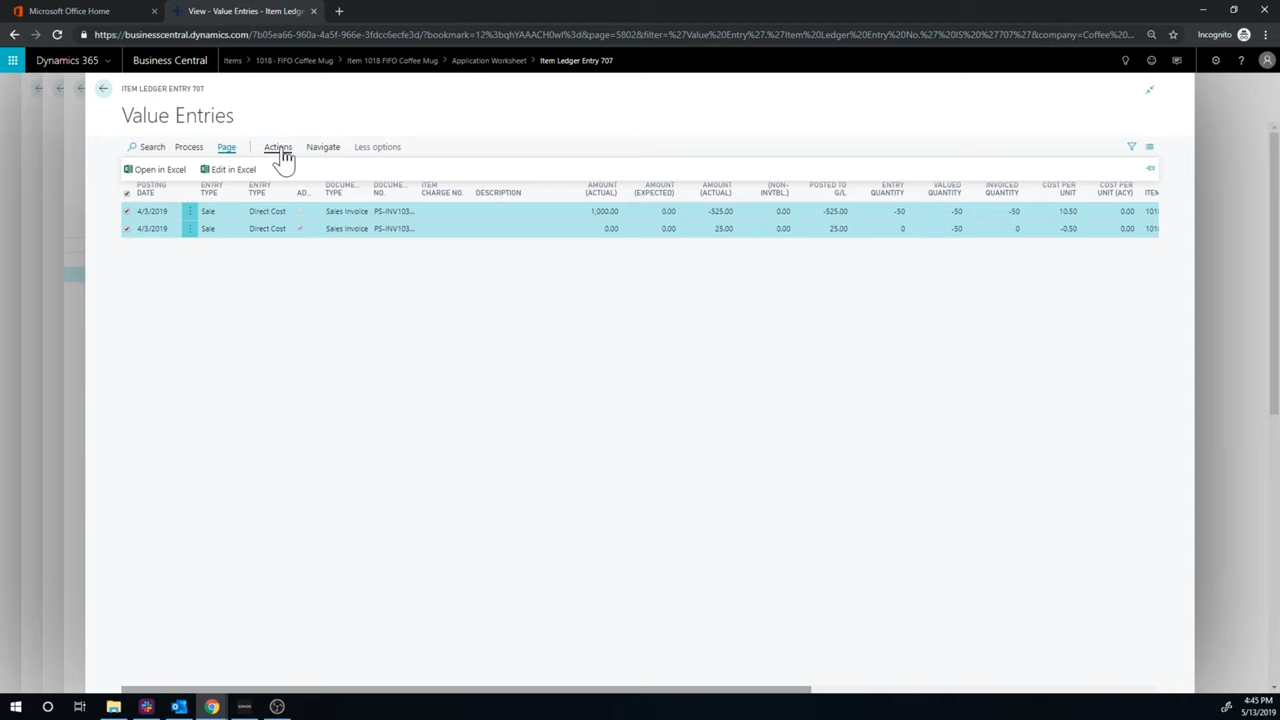 Microsoft Office Home
View - Value Entries - Item Ledge
https://businesscentral.dynamics.com/7b05ea66-960a-4a5f-966e-3fdcc6ecfe3d/?bookmark=12%3bqhYAAACH0wI%3d&page=5802&filter=%27Value%20Entry%27.%27Item%20Ledger%20Entry%20No.%27%20IS%20%27707%27&company=Coffee%20...
Incognito
Dynamics 365
Business Central
Items > 1018 - FIFO Coffee Mug > Item 1018 FIFO Coffee Mug > Application Worksheet > Item Ledger Entry 707
ITEM LEDGER ENTRY 707
Value Entries
Search Process Page Actions Navigate Less options
Open in Excel Edit in Excel
POSTING DATE ENTRY TYPE ENTRY TYPE AD... DOCUME... TYPE DOCUME... NO. ITEM CHARGE NO. DESCRIPTION AMOUNT (ACTUAL) AMOUNT (EXPECTED) AMOUNT (ACTUAL) (NON-INVTBL.) POSTED TO G/L ENTRY QUANTITY VALUED QUANTITY INVOICED QUANTITY COST PER UNIT COST PER UNIT (ACY) ITEM
4/3/2019 Sale Direct Cost Sales Invoice PS-INV103... 1,000.00 0.00 -525.00 0.00 -525.00 -50 -50 -50 10.50 0.00 1018
4/3/2019 Sale Direct Cost Sales Invoice PS-INV103... 0.00 0.00 25.00 0.00 25.00 0 -50 0 -0.50 0.00 1018
4:45 PM
5/13/2019